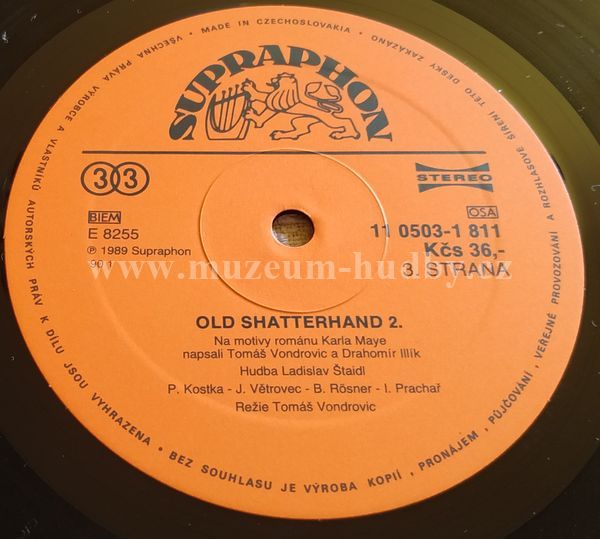 VÝROBCE A VLASTNÍKŮ AUTORSKÝCH PRÁV K DÍLU JSOU VYHRAZENA • BEZ SOUHLASU JE VÝROBA KOPIÍ, PRONÁJEM, PŮJČOVÁNÍ, VEŘEJNÉ PROVOZOVÁNÍ A ROZHLASOVÉ ŠÍŘENÍ TÉTO DESKY ZAKÁZÁNO • MADE IN CZECHOSLOVAKIA • VŠECHNA PRÁVA
SUPRAPHON
33
STEREO
BIEM
OSA
E 8255
11 0503-1 811
℗ 1989 Supraphon
Kčs 36,-
90 1
3. STRANA
www.muzeum-hudby.cz
OLD SHATTERHAND 2.
Na motivy románu Karla Maye
napsali Tomáš Vondrovic a Drahomír Illík
Hudba Ladislav Štaidl
P. Kostka - J. Větrovec - B. Rösner - I. Prachař
Režie Tomáš Vondrovic